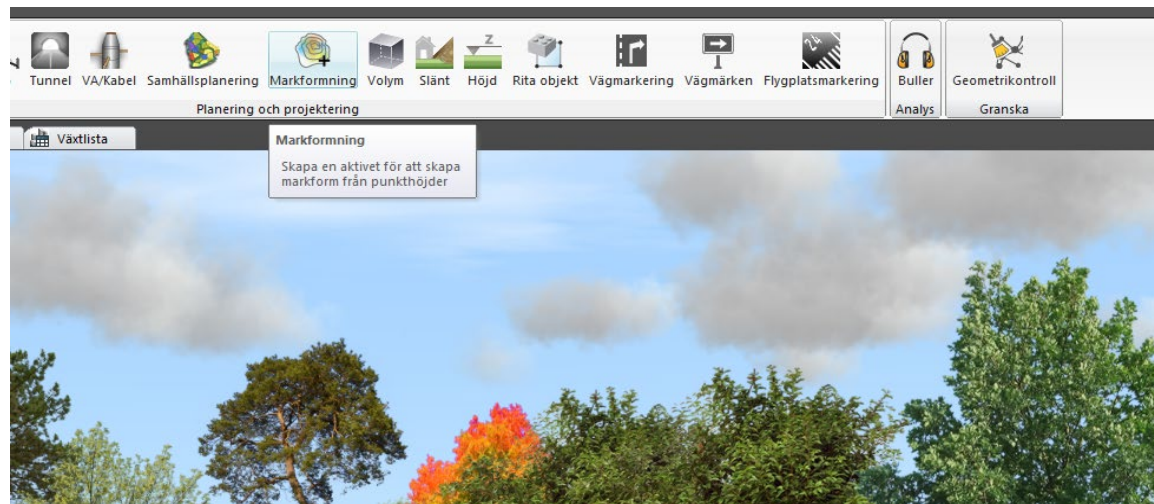 Tunnel VA/Kabel Samhällsplanering Markformning Volym Slänt Höjd Rita objekt Vägmarkering Vägmärken Flygplatsmarkering Buller Geometrikontroll
Planering och projektering Analys Granska
Växtlista
Markformning
Skapa en aktivet för att skapa
markform från punkthöjder
Z